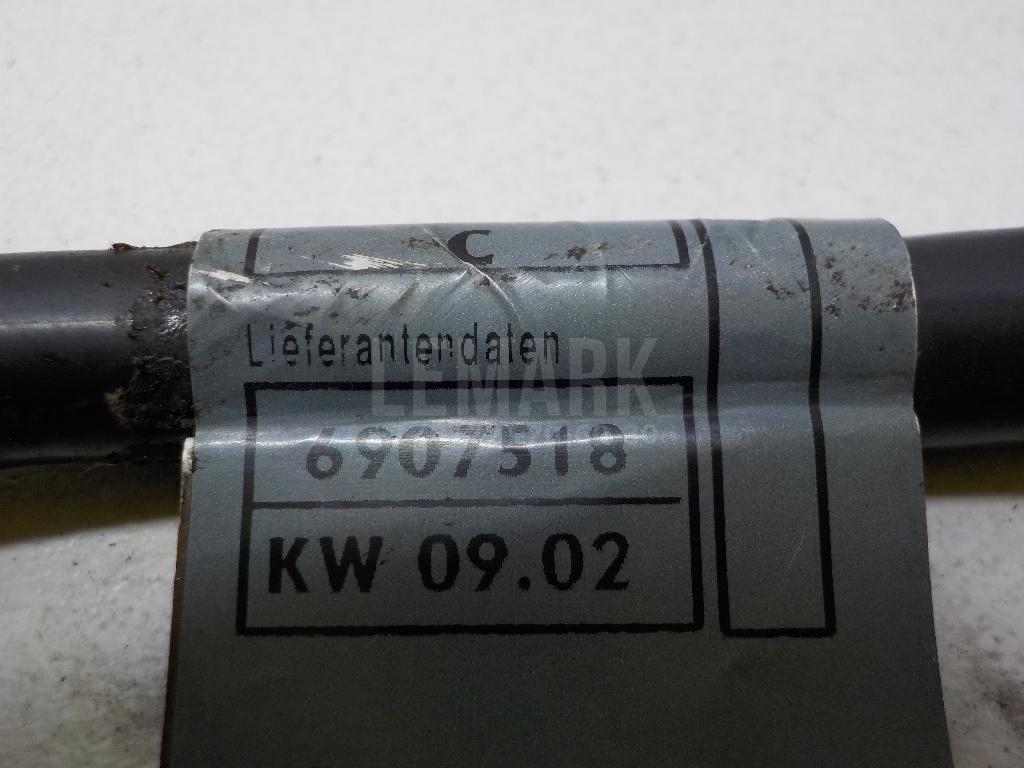 C
Lieferantendaten
LEMARK
6907518
KW 09.02